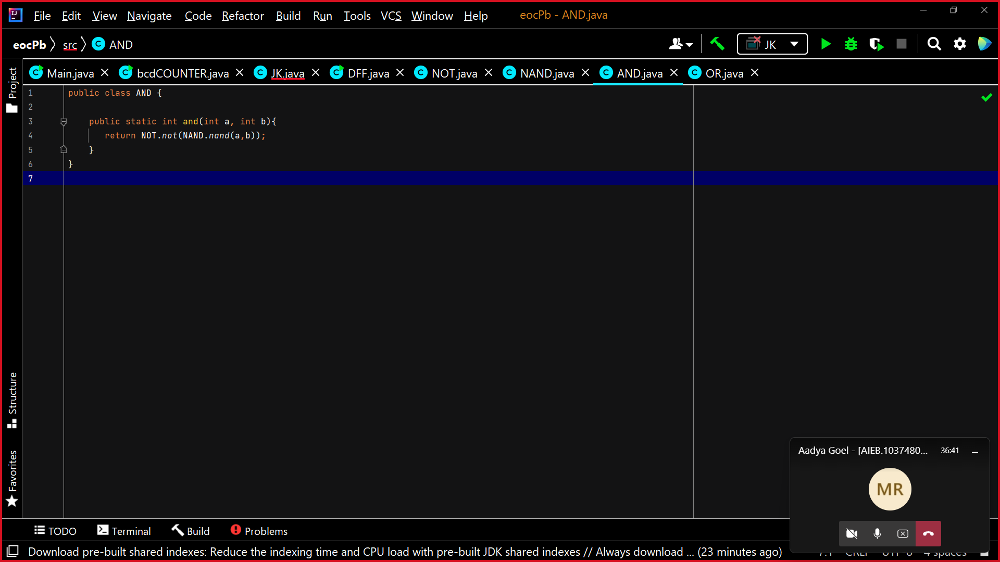 File Edit View Navigate Code Refactor Build Run Tools VCS Window Help eocPb - AND.java
eocPb src AND JK
Main.java bcdCOUNTER.java JK.java DFF.java NOT.java NAND.java AND.java OR.java
Project
1 public class AND {
2
3 public static int and(int a, int b){
4 return NOT.not(NAND.nand(a,b));
5 }
6 }
7
Structure
Favorites
Aadya Goel - [AIEB.1037480... 36:41
MR
TODO Terminal Build Problems
Download pre-built shared indexes: Reduce the indexing time and CPU load with pre-built JDK shared indexes // Always download ... (23 minutes ago) 7:1 CRLF UTF-8 4 spaces